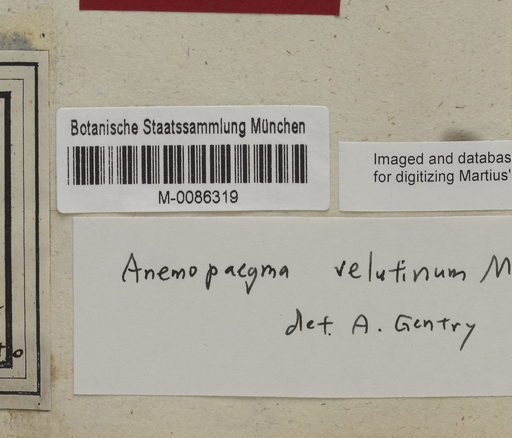 Botanische Staatssammlung München
M-0086319
Imaged and databas
for digitizing Martius'
Anemopaegma velutinum M
det. A. Gentry